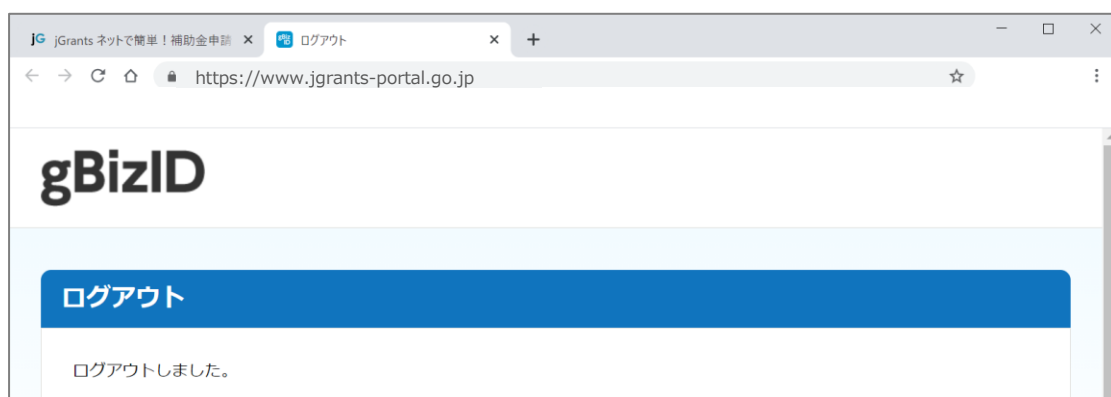 jG jGrants ネットで簡単！補助金申請
gBiz ID ログアウト
https://www.jgrants-portal.go.jp
gBizID
ログアウト
ログアウトしました。